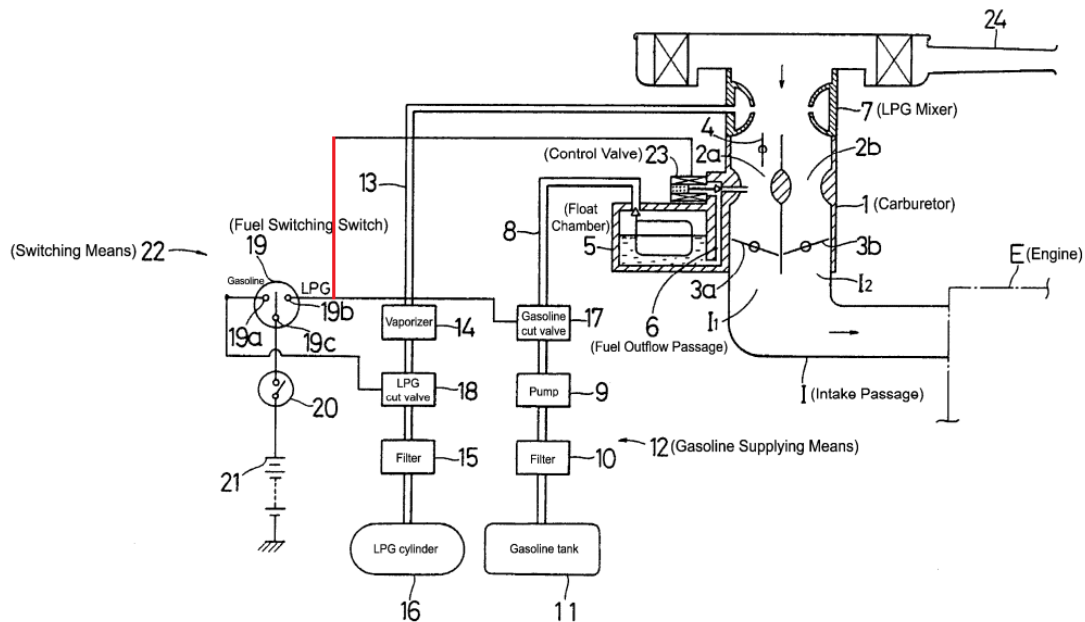 24
7 (LPG Mixer)
4
2a
2b
(Control Valve) 23
13
1 (Carburetor)
(Float
Chamber)
8
5
(Fuel Switching Switch)
(Switching Means) 22
19
3b
E (Engine)
3a
I2
Gasoline
LPG
19b
19a
19c
6
I1
(Fuel Outflow Passage)
Vaporizer
14
Gasoline
cut valve
17
I (Intake Passage)
20
LPG
cut valve
18
Pump
9
21
Filter
15
Filter
10
12 (Gasoline Supplying Means)
LPG cylinder
Gasoline tank
16
11